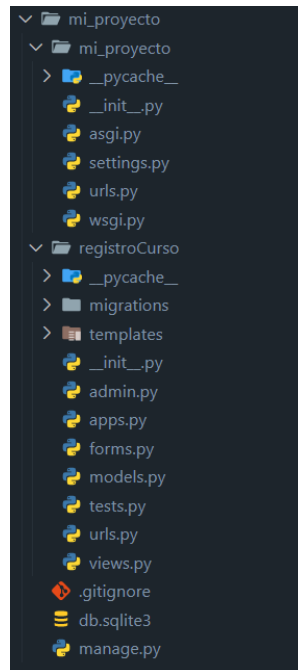 mi_proyecto
mi_proyecto
__pycache__
__init__.py
asgi.py
settings.py
urls.py
wsgi.py
registroCurso
__pycache__
migrations
templates
__init__.py
admin.py
apps.py
forms.py
models.py
tests.py
urls.py
views.py
.gitignore
db.sqlite3
manage.py